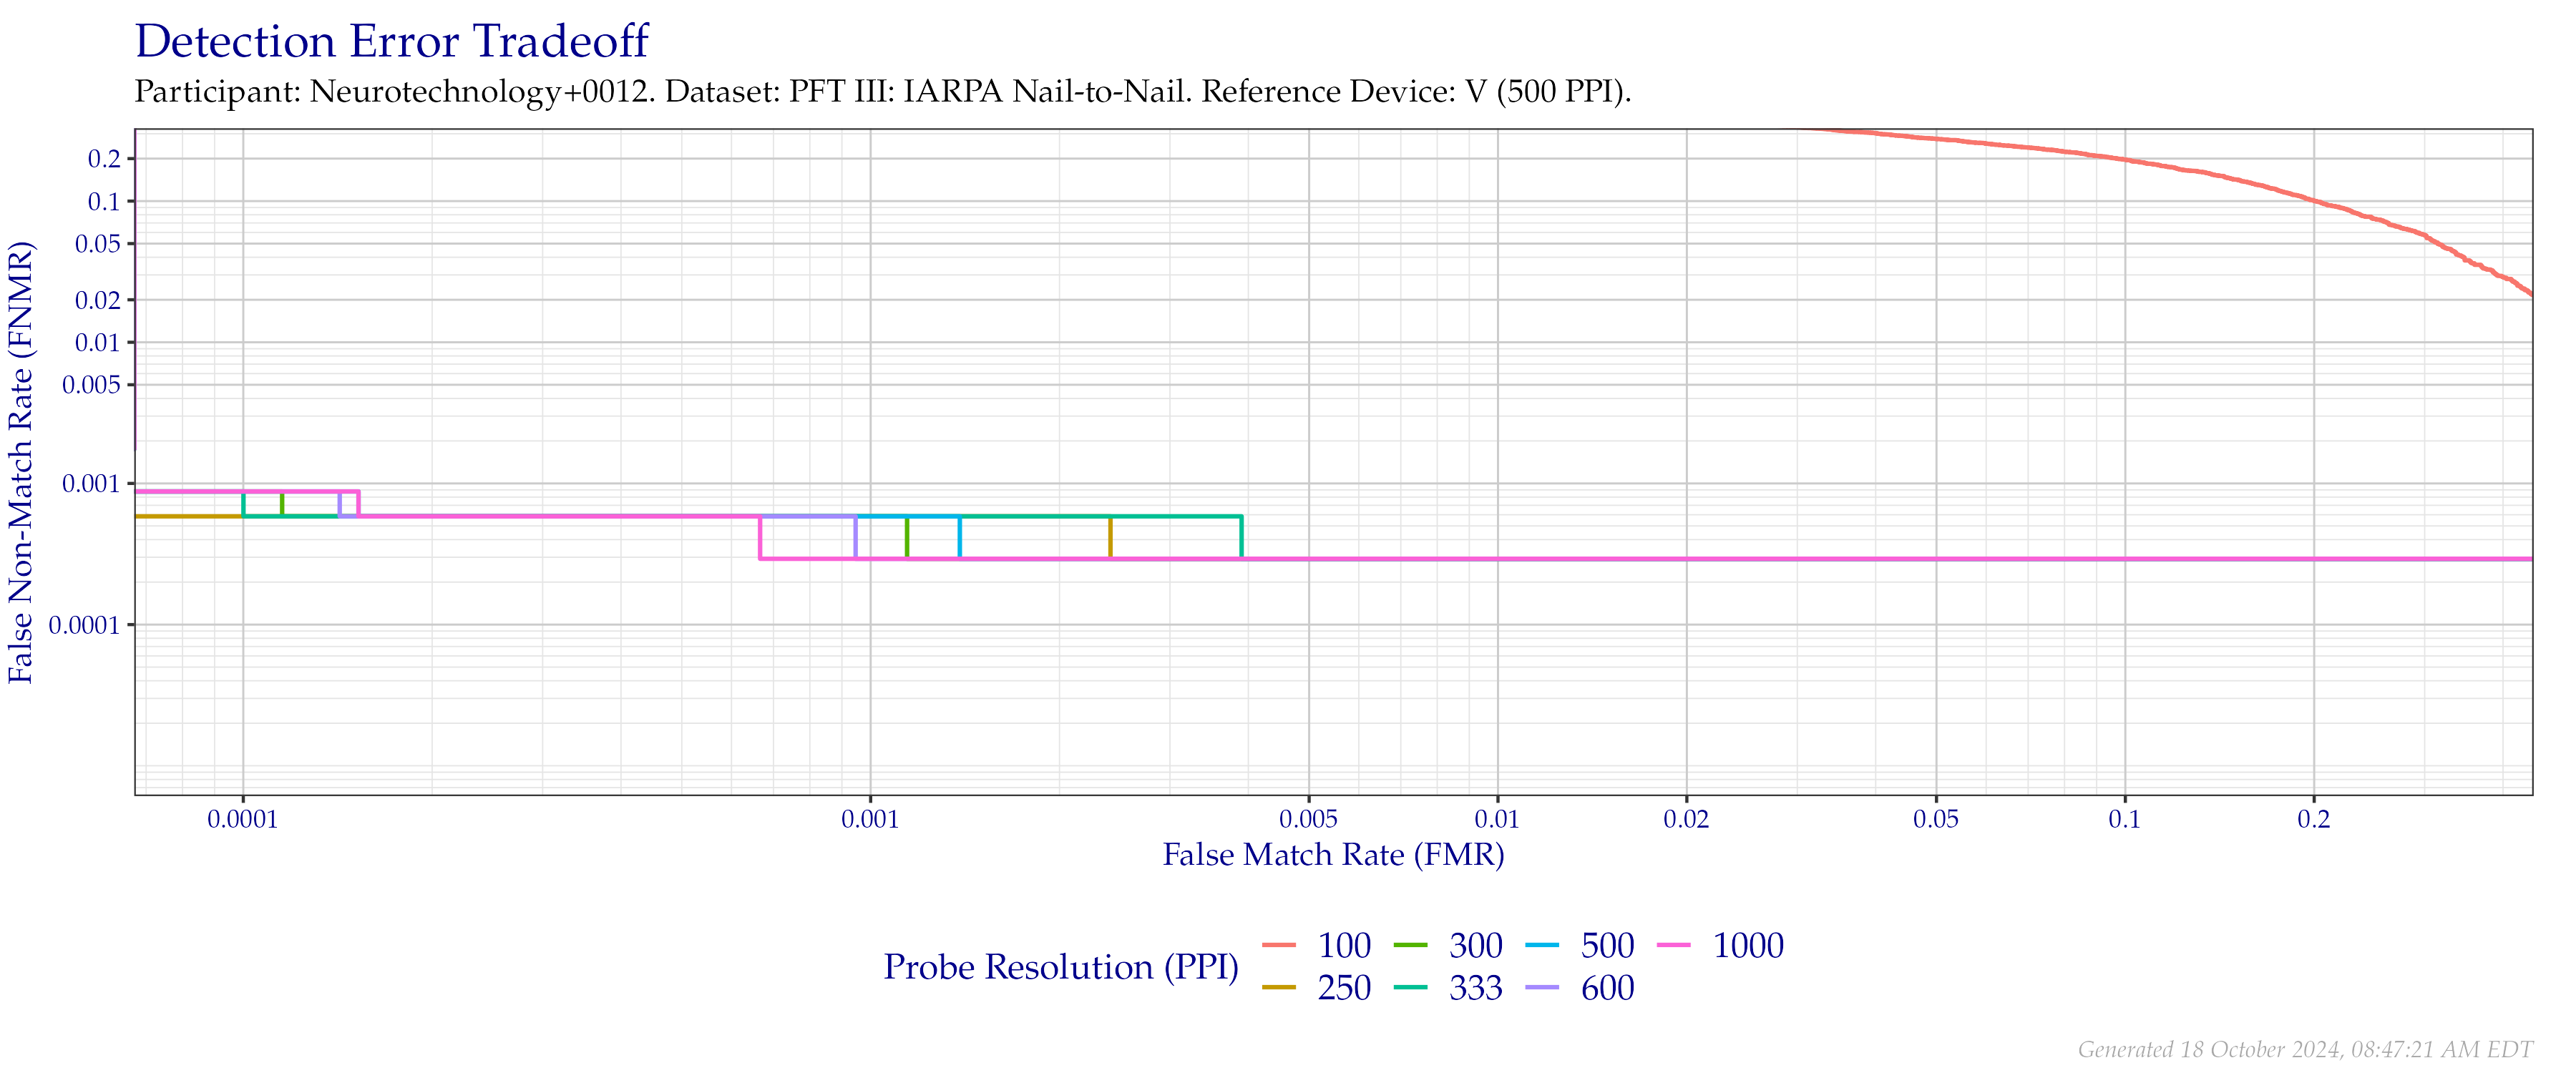 Detection Error Tradeoff
Participant: Neurotechnology+0012. Dataset: PFT III: IARPA Nail-to-Nail. Reference Device: V (500 PPI).
False Non-Match Rate (FNMR)
0.2
0.1
0.05
0.02
0.01
0.005
0.001
0.0001
0.0001 0.001 0.005 0.01 0.02 0.05 0.1 0.2
False Match Rate (FMR)
Probe Resolution (PPI)
100 300 500 1000
250 333 600
Generated 18 October 2024, 08:47:21 AM EDT